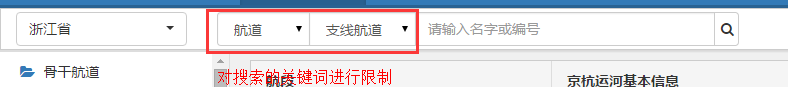 浙江省 航道 支线航道 请输入名字或编号
骨干航道
对搜索的关键词进行限制
航段 京杭运河基本信息